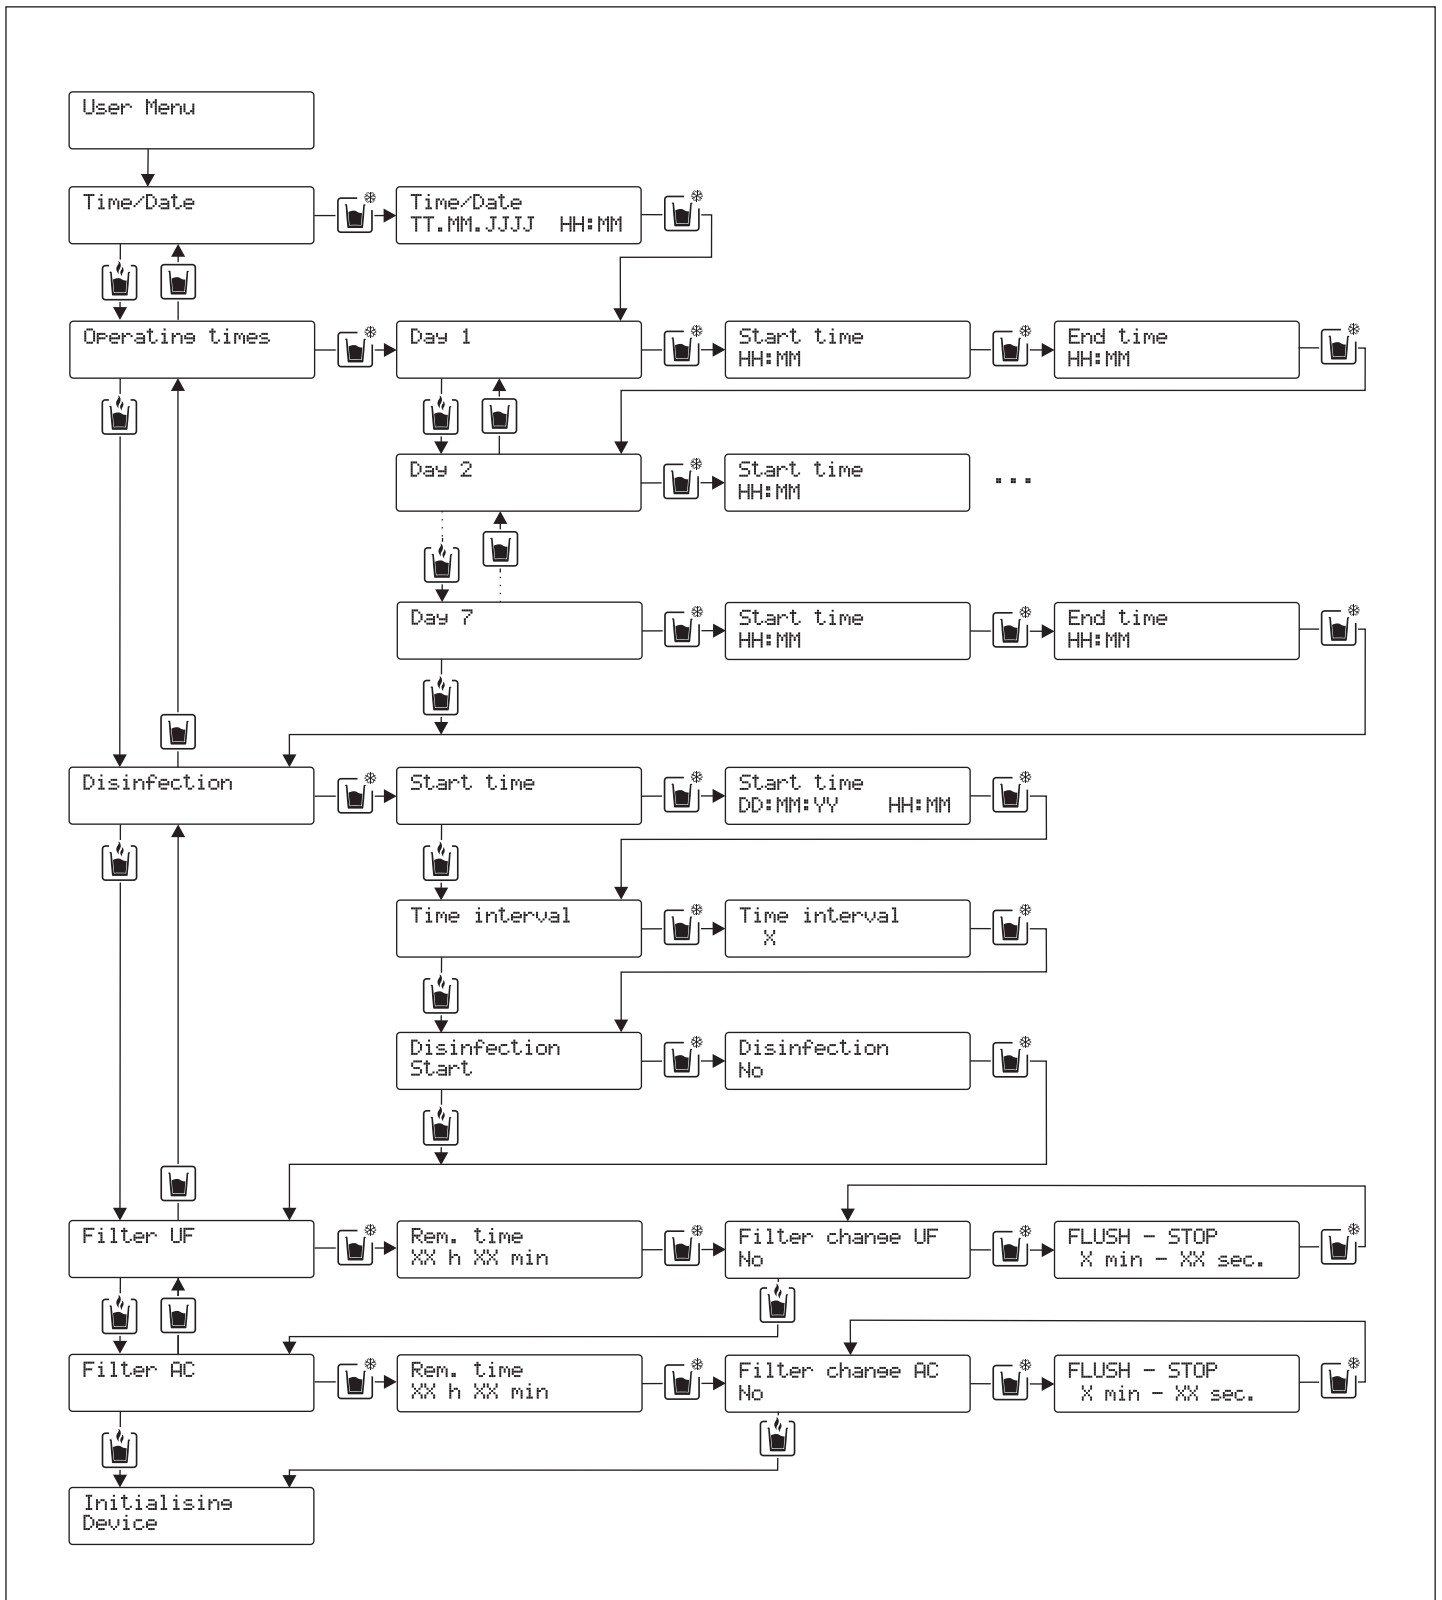 User Menu
Time/Date
Time/Date
TT.MM.JJJJ HH:MM
Operating times
Day 1
Start time
HH:MM
End time
HH:MM
Day 2
Start time
HH:MM
...
Day 7
Start time
HH:MM
End time
HH:MM
Disinfection
Start time
Start time
DD:MM:YY HH:MM
Time interval
Time interval
X
Disinfection
Start
Disinfection
No
Filter UF
Rem. time
XX h XX min
Filter change UF
No
FLUSH - STOP
X min - XX sec.
Filter AC
Rem. time
XX h XX min
Filter change AC
No
FLUSH - STOP
X min - XX sec.
Initialising
Device